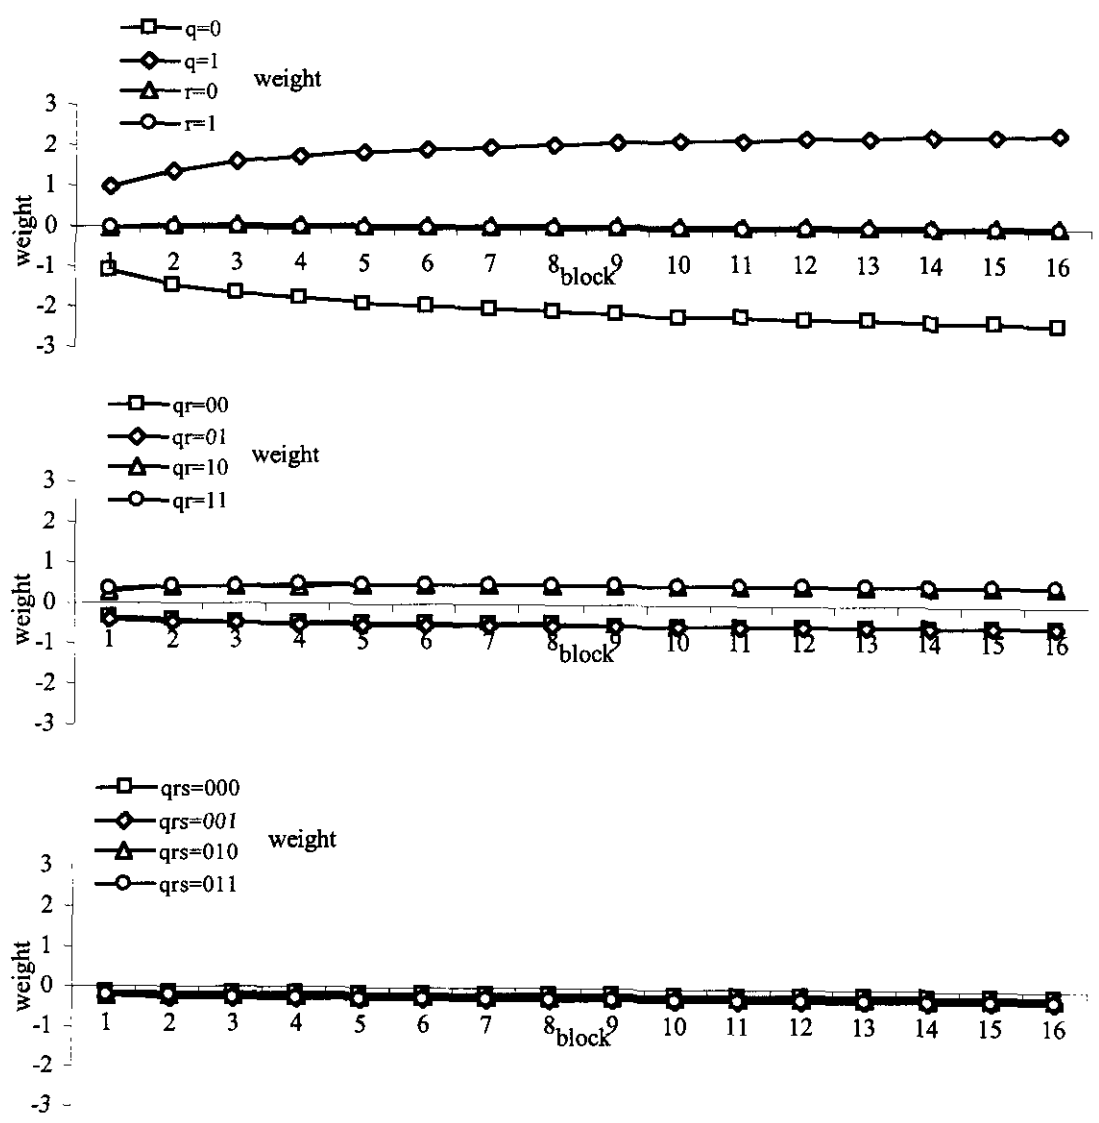 q=0
q=1
r=0
r=1
weight
3
2
1
0
-1
-2
-3
weight
1 2 3 4 5 6 7 8 9 10 11 12 13 14 15 16
block
qr=00
qr=01
qr=10
qr=11
weight
3
2
1
0
-1
-2
-3
weight
1 2 3 4 5 6 7 8 9 10 11 12 13 14 15 16
block
qrs=000
qrs=001
qrs=010
qrs=011
weight
3
2
1
0
-1
-2
-3
weight
1 2 3 4 5 6 7 8 9 10 11 12 13 14 15 16
block